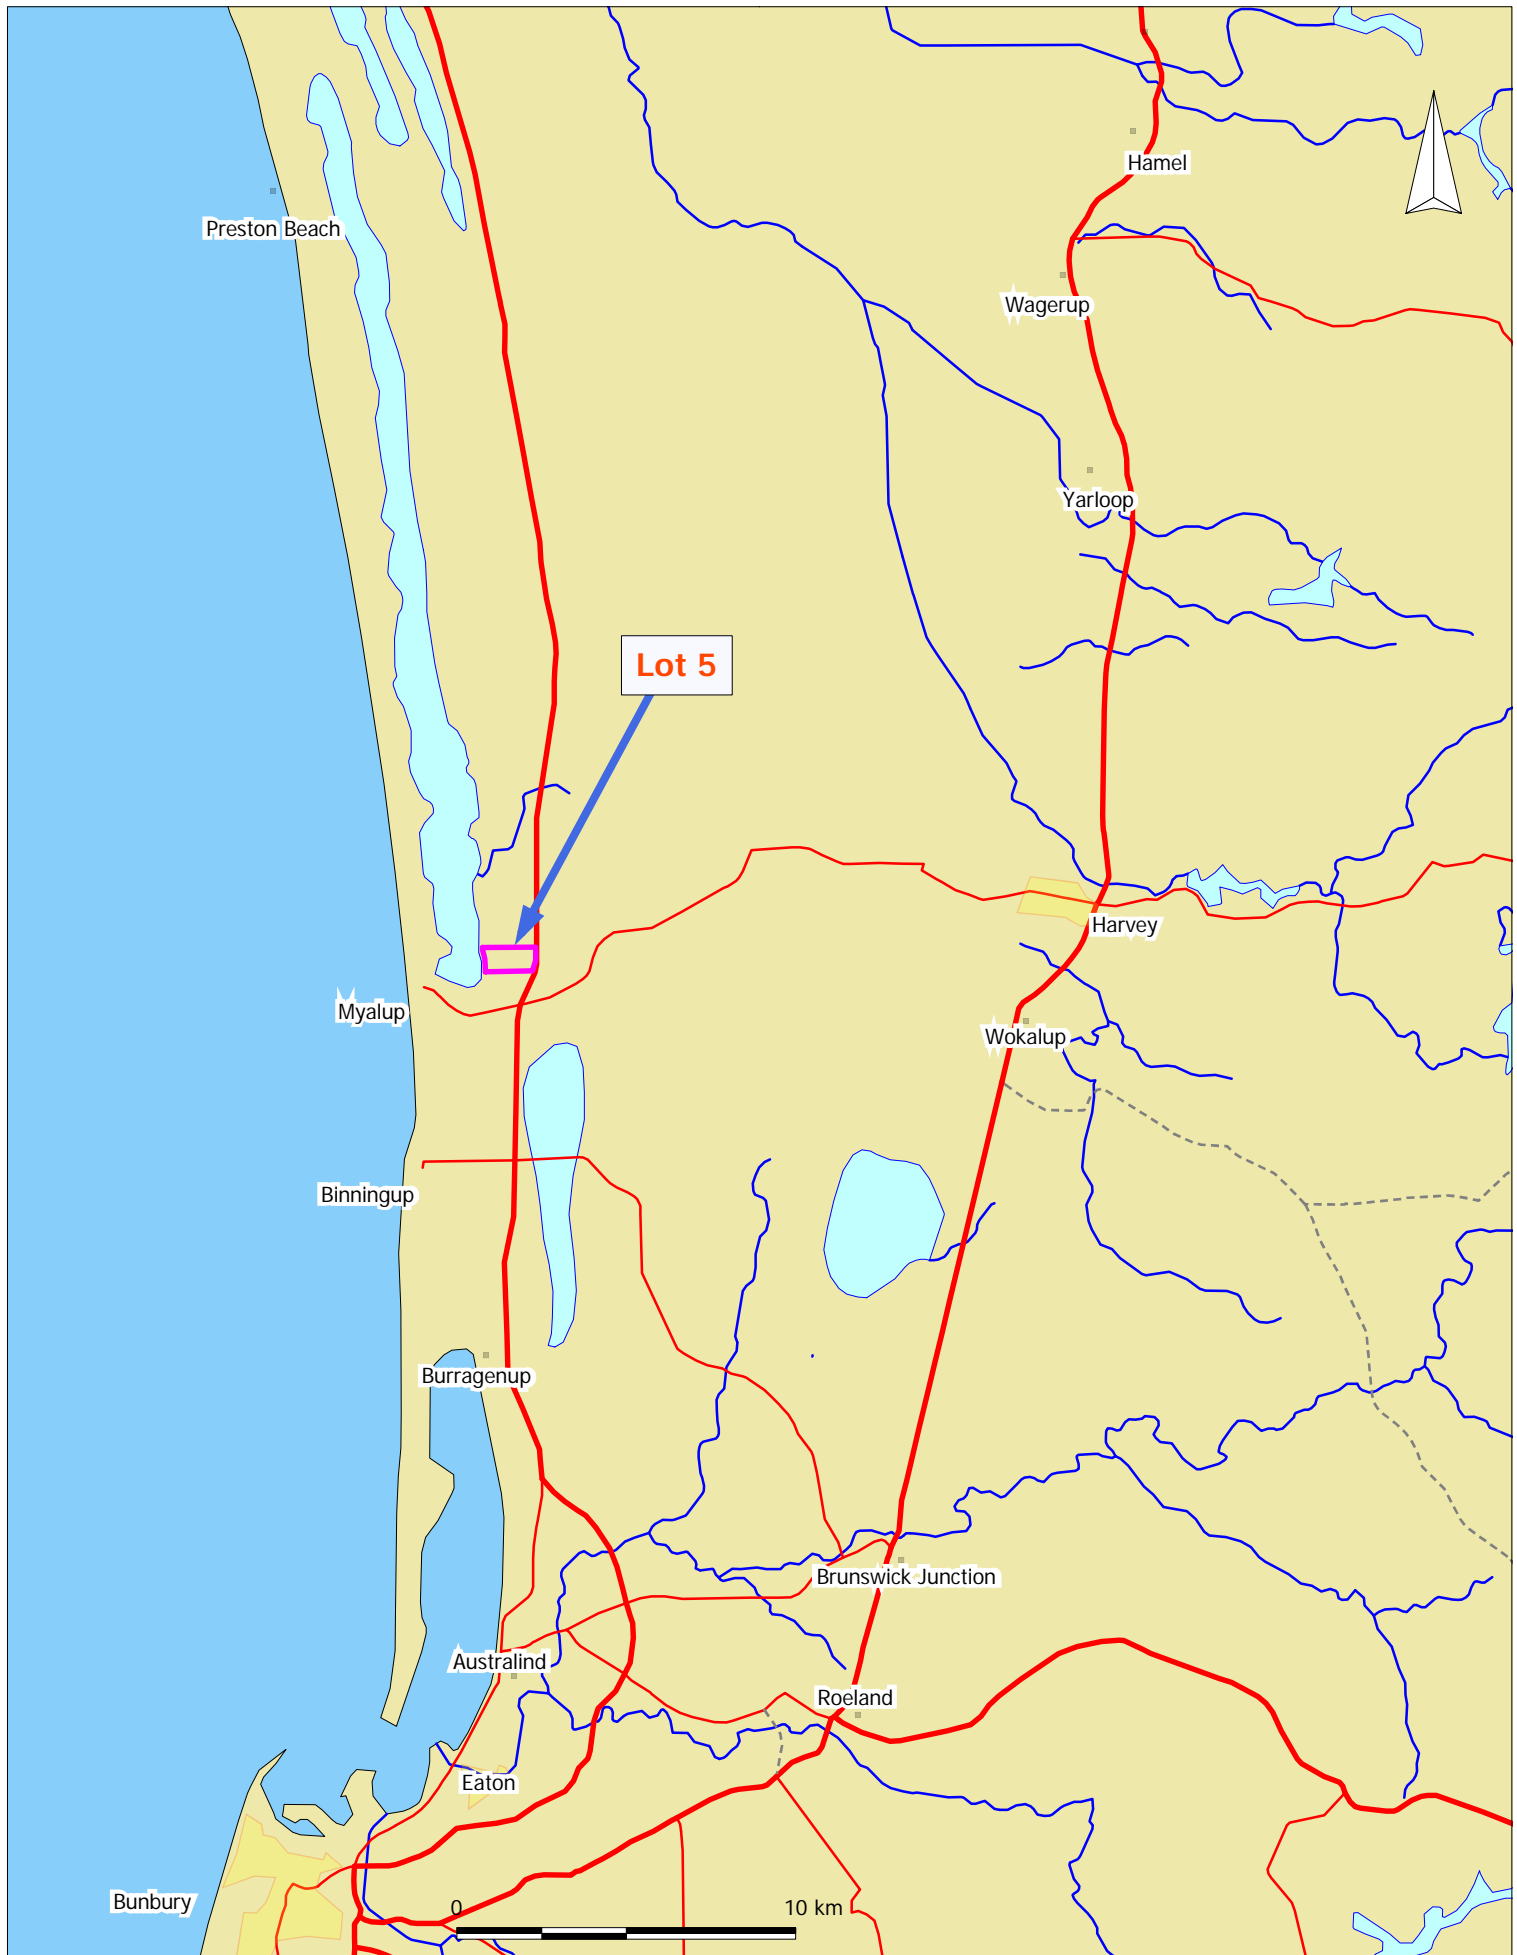 Hamel
Preston Beach
Wagerup
Yarloop
Lot 5
Harvey
Myalup
Wokalup
Binningup
Burragenup
Brunswick Junction
Australind
Roeland
Eaton
Bunbury
0 10 km